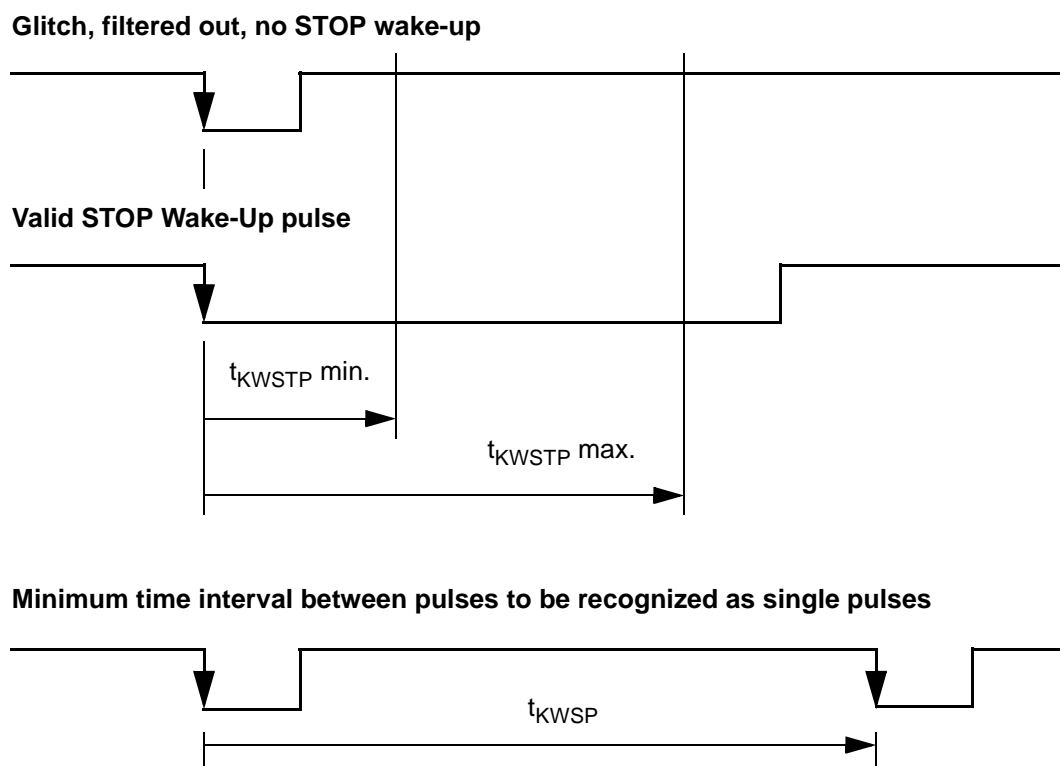 Glitch, filtered out, no STOP wake-up
Valid STOP Wake-Up pulse
tKWSTP min.
tKWSTP max.
Minimum time interval between pulses to be recognized as single pulses
tKWSP